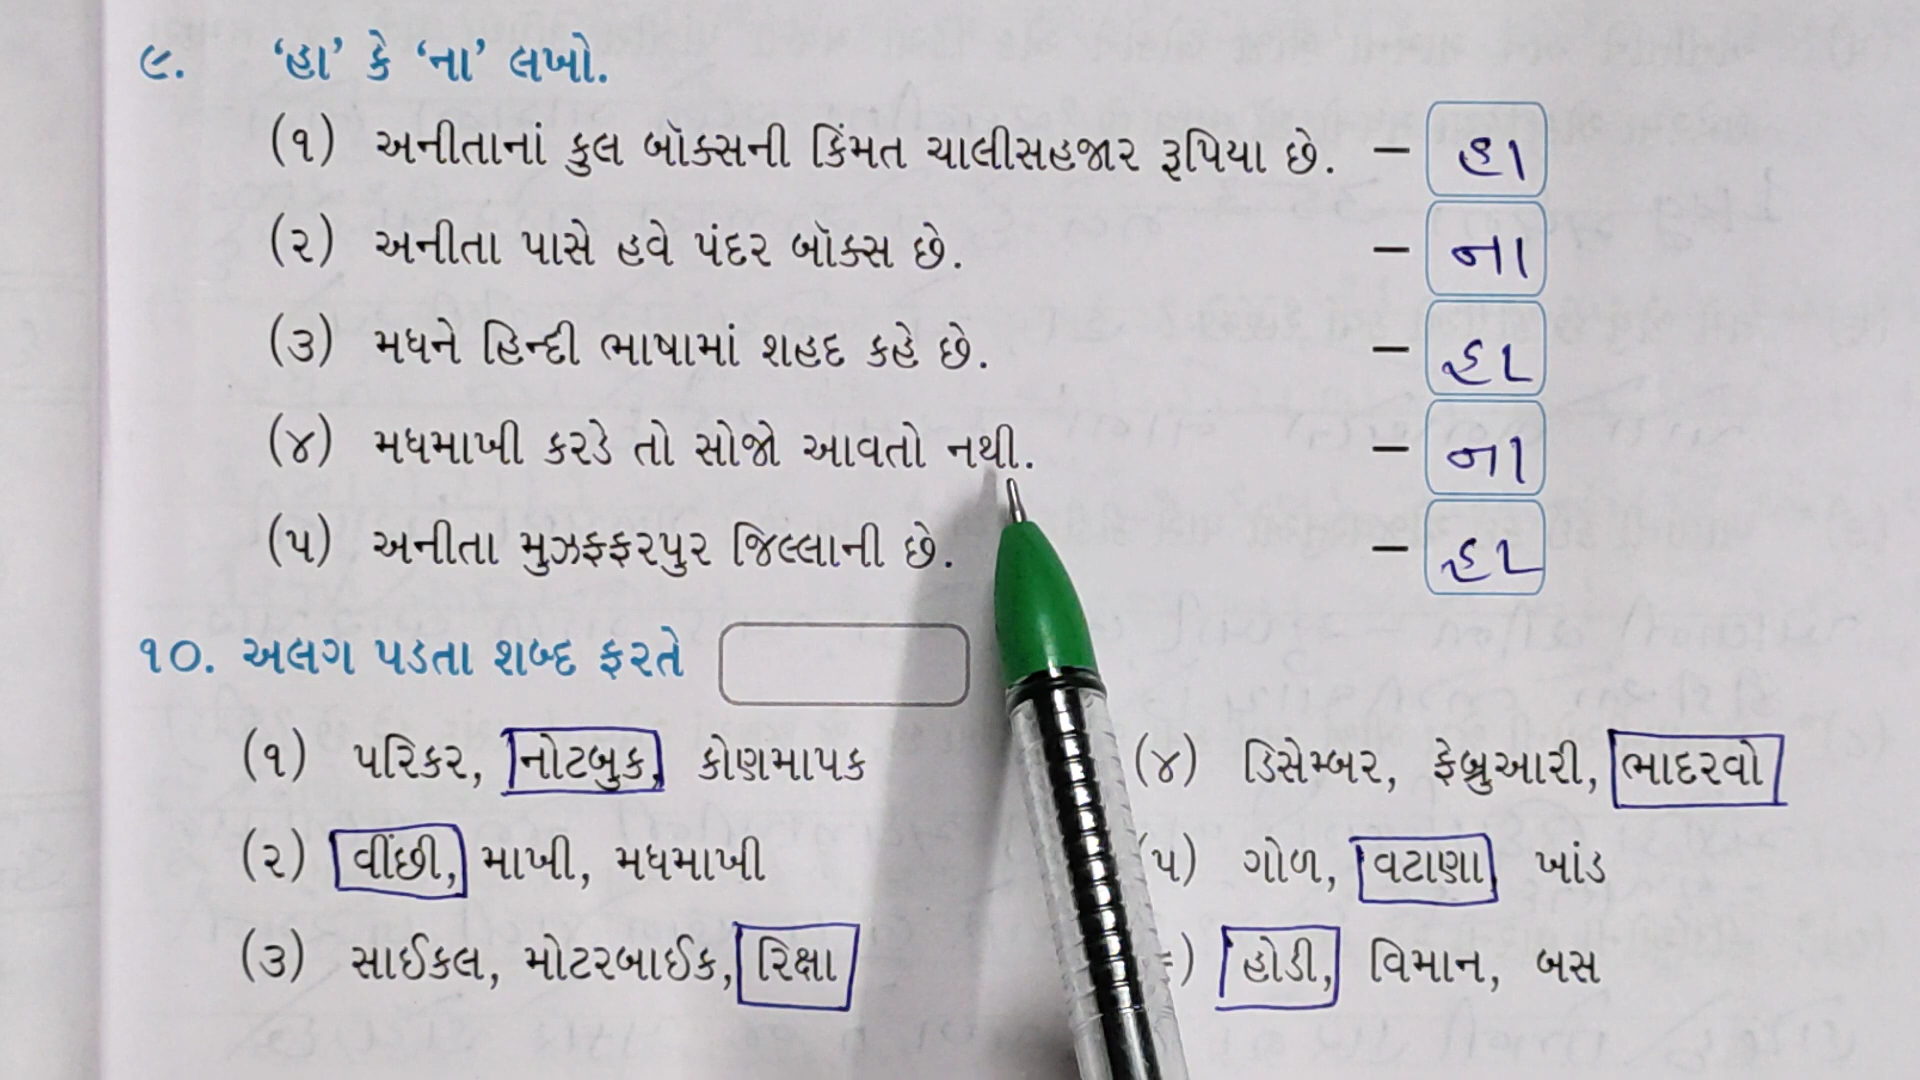 ૯. ‘હા’ કે ‘ના’ લખો.
(૧) અનીતાનાં કુલ બૉક્સની કિંમત ચાલીસહજાર રૂપિયા છે. – હા
(૨) અનીતા પાસે હવે પંદર બૉક્સ છે. – ના
(૩) મધને હિન્દી ભાષામાં શહદ કહે છે. – હા
(૪) મધમાખી કરડે તો સોજો આવતો નથી. – ના
(૫) અનીતા મુઝફ્ફરપુર જિલ્લાની છે. – હા
૧૦. અલગ પડતા શબ્દ ફરતે
(૧) પરિકર, નોટબુક, કોણમાપક
(૨) વીંછી, માખી, મધમાખી
(૩) સાઈકલ, મોટરબાઈક, રિક્ષા
(૪) ડિસેમ્બર, ફેબ્રુઆરી, ભાદરવો
૫) ગોળ, વટાણા, ખાંડ
) હોડી, વિમાન, બસ